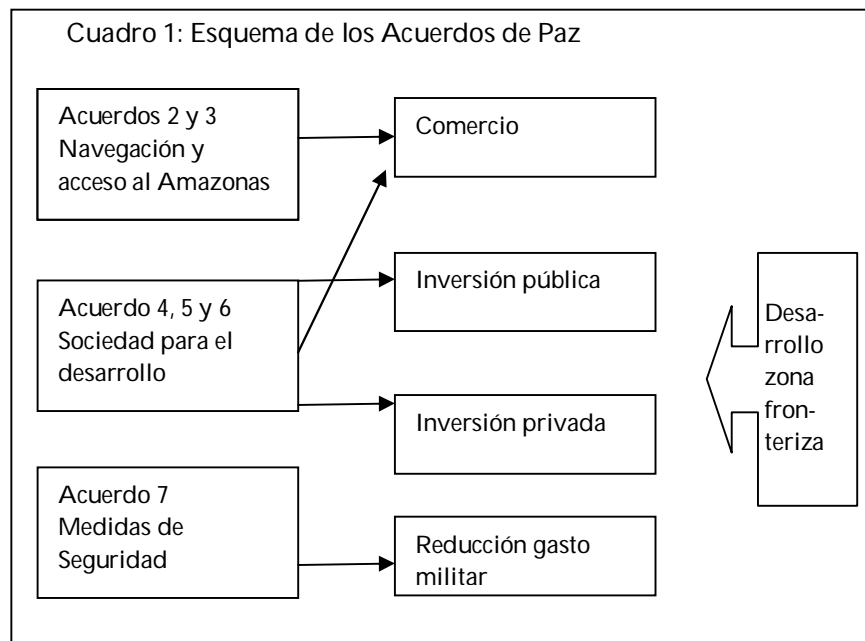 Cuadro 1: Esquema de los Acuerdos de Paz
Acuerdos 2 y 3
Navegación y
acceso al Amazonas
Comercio
Acuerdo 4, 5 y 6
Sociedad para el
desarrollo
Inversión pública
Inversión privada
Acuerdo 7
Medidas de
Seguridad
Reducción gasto
militar
Desa-
rrollo
zona
fron-
teriza